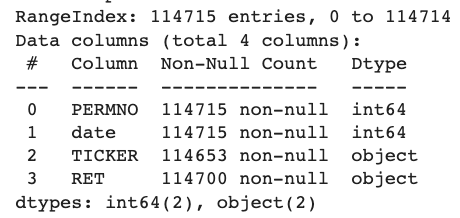 RangeIndex: 114715 entries, 0 to 114714
Data columns (total 4 columns):
#   Column  Non-Null Count   Dtype
---  ------  --------------   -----
0   PERMNO  114715 non-null  int64
1   date    114715 non-null  int64
2   TICKER  114653 non-null  object
3   RET     114700 non-null  object
dtypes: int64(2), object(2)